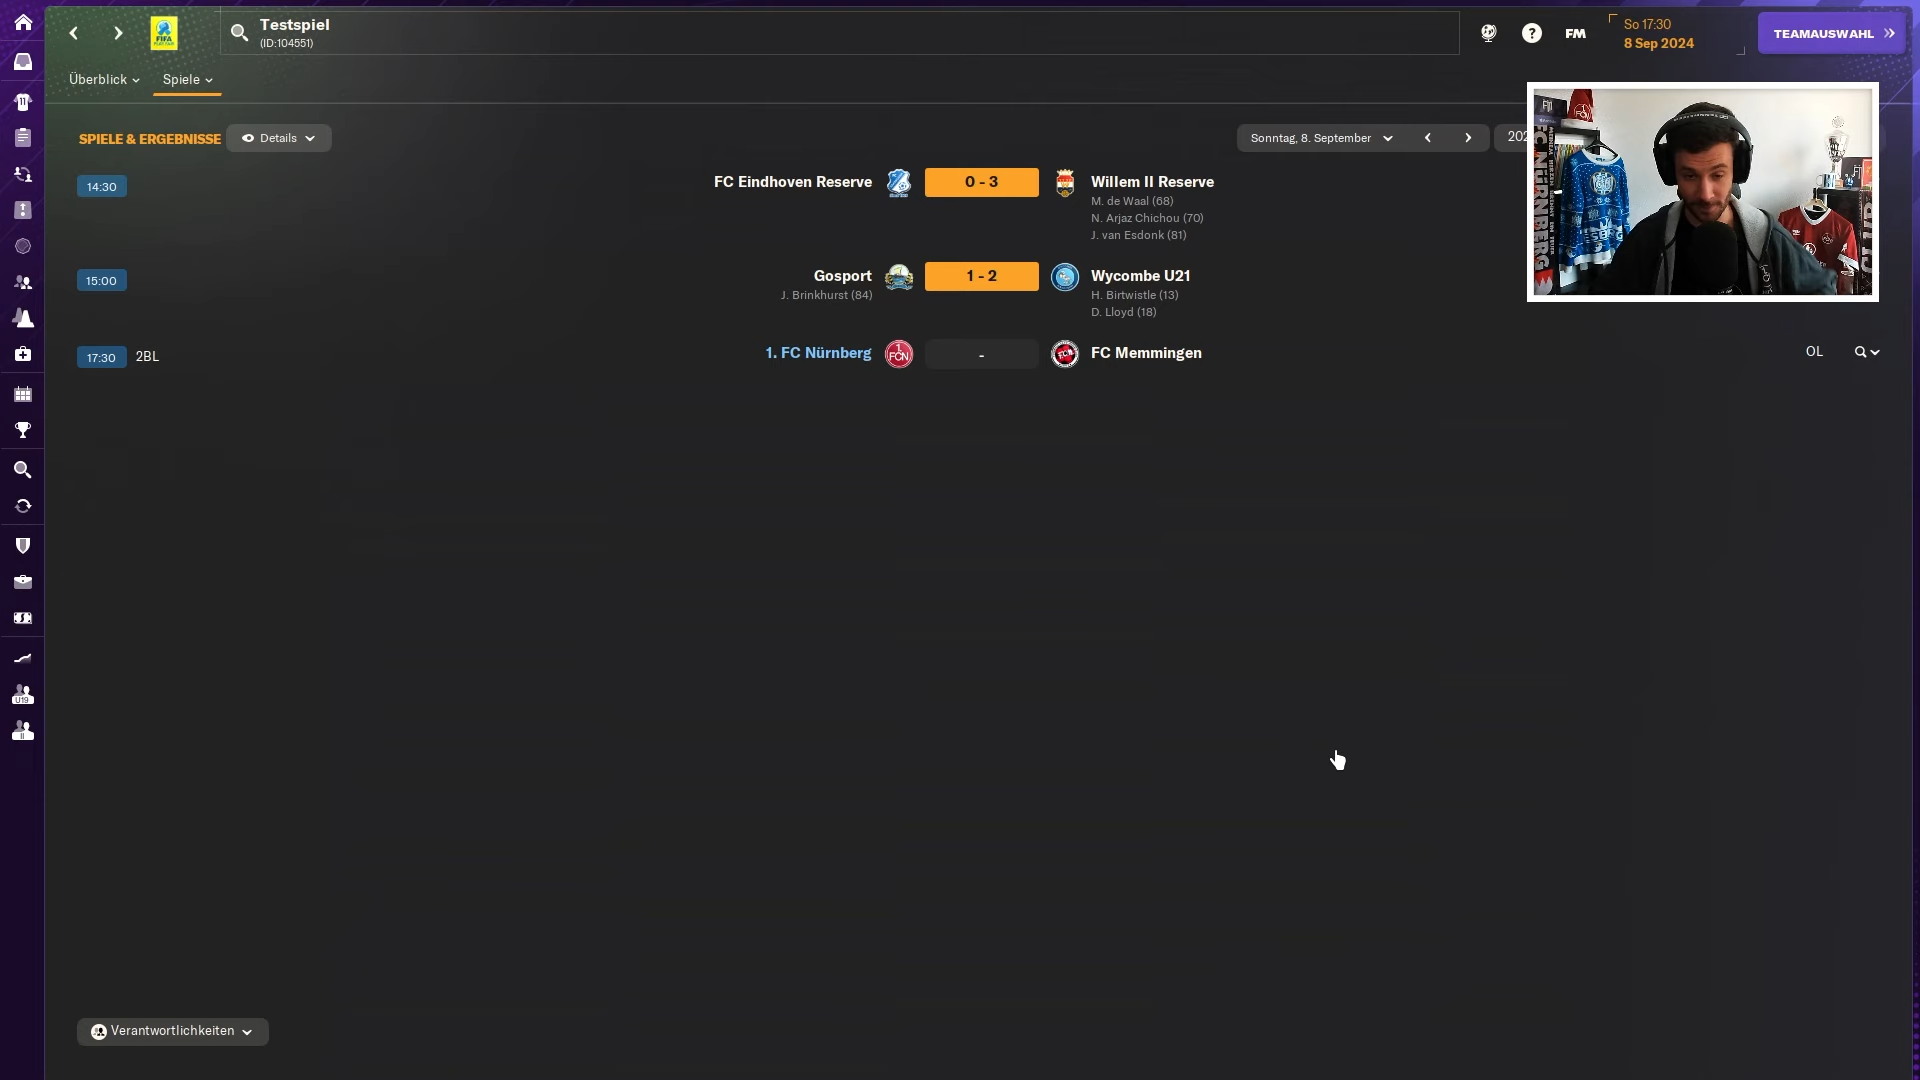 Testspiel
(ID:104551)
FM
So 17:30
8 Sep 2024
TEAMAUSWAHL
Überblick
Spiele
SPIELE & ERGEBNISSE
Details
Sonntag, 8. September
202
14:30
FC Eindhoven Reserve
0 - 3
Willem II Reserve
M. de Waal (68)
N. Arjaz Chichou (70)
J. van Esdonk (81)
15:00
Gosport
1 - 2
Wycombe U21
J. Brinkhurst (84)
H. Birtwistle (13)
D. Lloyd (18)
17:30
2BL
1. FC Nürnberg
-
FC Memmingen
OL
U19
II
Verantwortlichkeiten